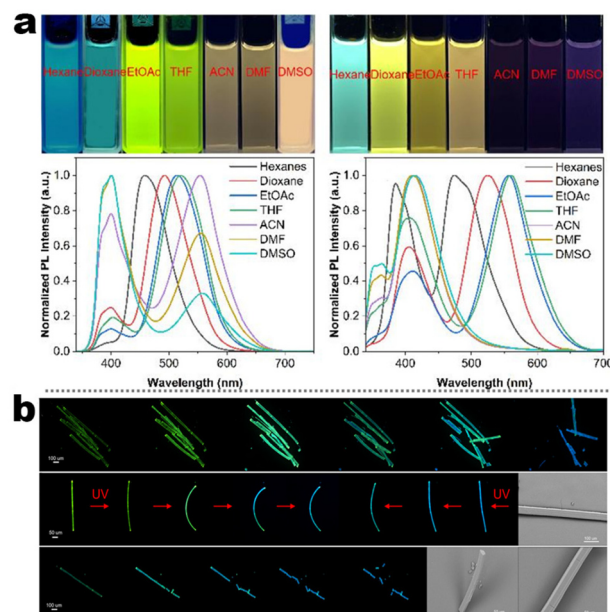 a
Hexane Dioxane EtOAc THF ACN DMF DMSO
Hexane Dioxane EtOAc THF ACN DMF DMSO
Normalized PL Intensity (a.u.)
1.0
0.8
0.6
0.4
0.2
0.0
Hexanes
Dioxane
EtOAc
THF
ACN
DMF
DMSO
400 500 600 700
Wavelength (nm)
Normalized PL Intensity (a.u.)
1.0
0.8
0.6
0.4
0.2
0.0
Hexanes
Dioxane
EtOAc
THF
ACN
DMF
DMSO
400 500 600 700
Wavelength (nm)
b
100 um
UV
UV
50 um
100 um